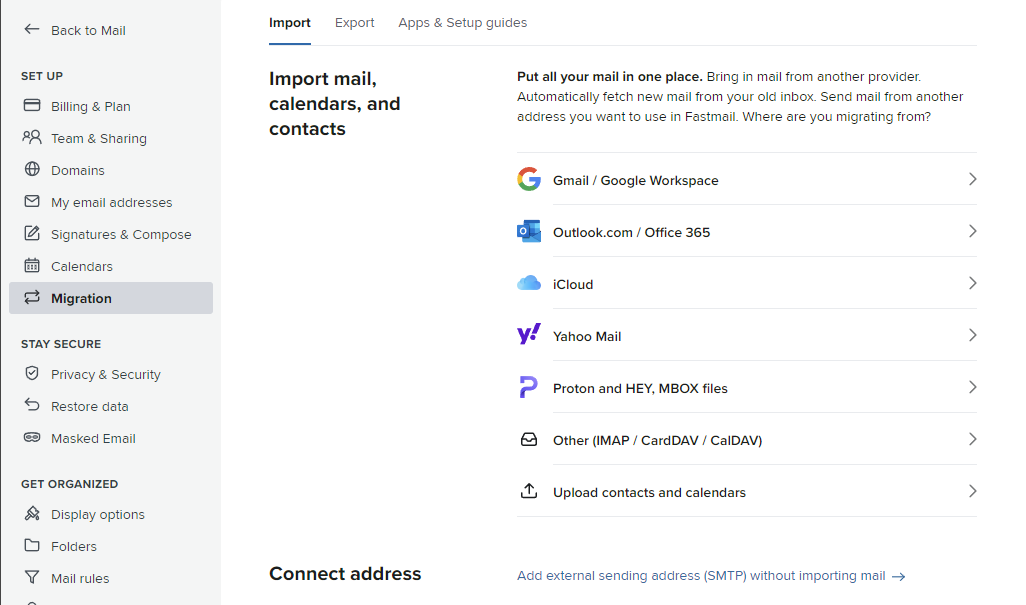 Back to Mail
SET UP
Billing & Plan
Team & Sharing
Domains
My email addresses
Signatures & Compose
Calendars
Migration
STAY SECURE
Privacy & Security
Restore data
Masked Email
GET ORGANIZED
Display options
Folders
Mail rules
Import Export Apps & Setup guides
Import mail,
calendars, and
contacts
Put all your mail in one place. Bring in mail from another provider.
Automatically fetch new mail from your old inbox. Send mail from another
address you want to use in Fastmail. Where are you migrating from?
Gmail / Google Workspace
Outlook.com / Office 365
iCloud
Yahoo Mail
Proton and HEY, MBOX files
Other (IMAP / CardDAV / CalDAV)
Upload contacts and calendars
Connect address
Add external sending address (SMTP) without importing mail